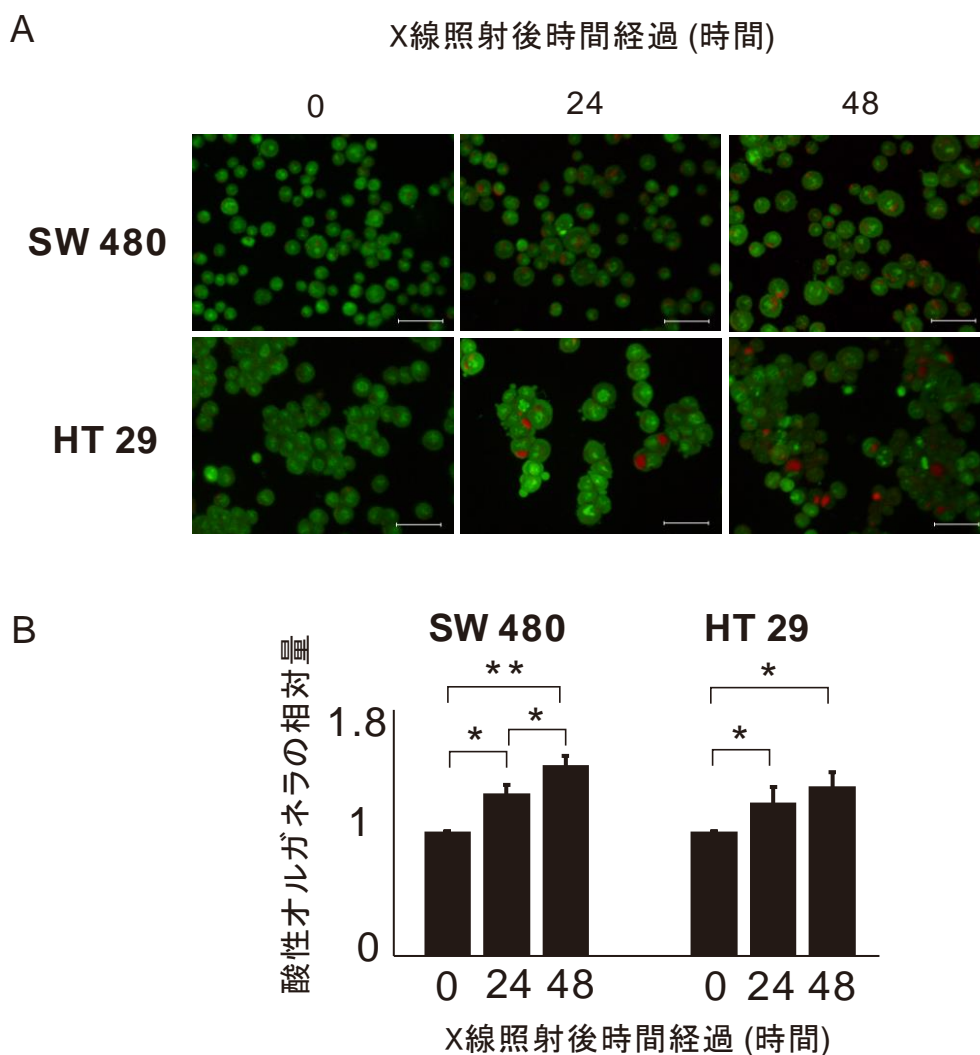 A
X線照射後時間経過 (時間)
0 24 48
SW 480
HT 29
B
SW 480 HT 29
酸性オルガネラの相対量
** *
1.8
* * *
1
0
0 24 48 0 24 48
X線照射後時間経過 (時間)